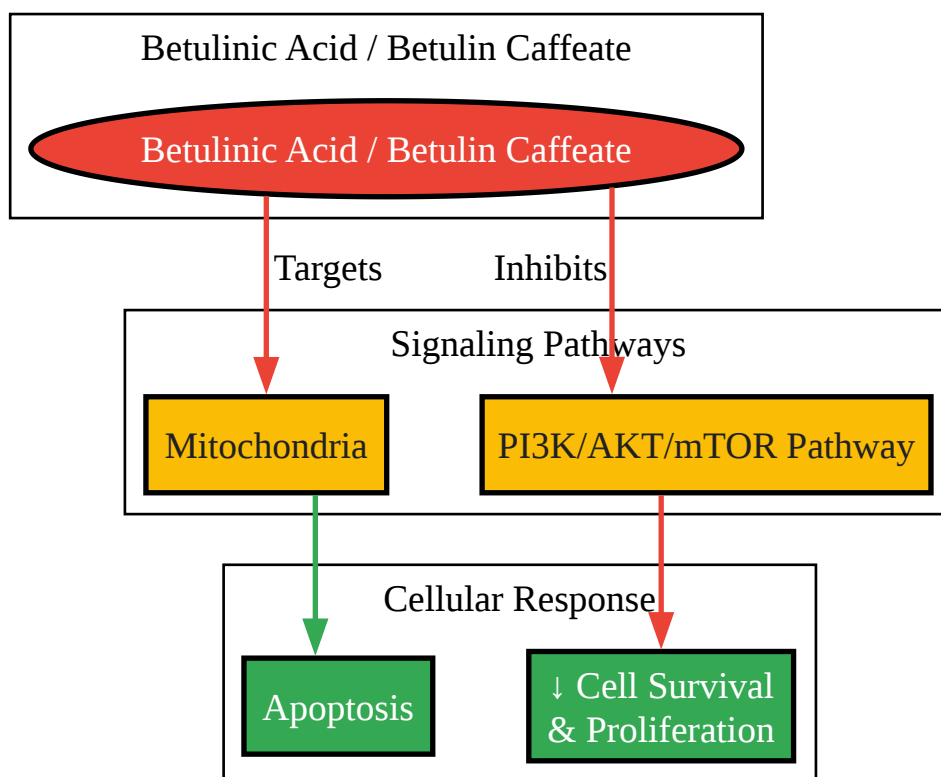 Betulinic Acid / Betulin Caffeate
Betulinic Acid / Betulin Caffeate
Targets
Inhibits
Signaling Pathways
Mitochondria
PI3K/AKT/mTOR Pathway
Cellular Response
Apoptosis
↓ Cell Survival
& Proliferation